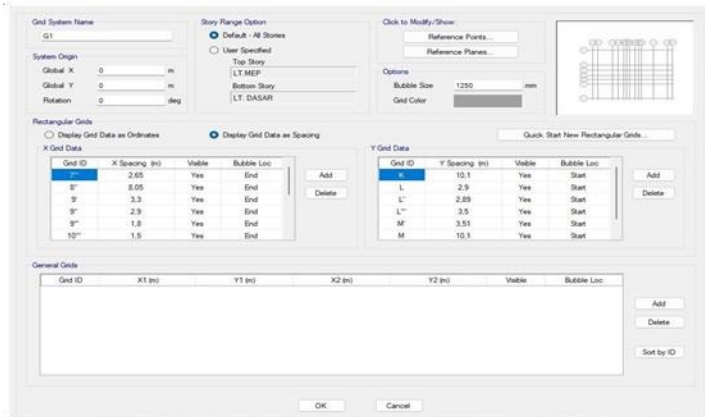 Grid System Name
G1
System Origin
Global X 0 m
Global Y 0 m
Rotation 0 deg
Story Range Option
Default - All Stories
User Specified
Top Story
LT.MEP
Bottom Story
LT. DASAR
Click to Modify/Show:
Reference Points...
Reference Planes...
Options
Bubble Size 1250 mm
Grid Color
Rectangular Grids
Display Grid Data as Ordinates
Display Grid Data as Spacing
Quick Start New Rectangular Grids...
X Grid Data
Grid ID X Spacing (m) Visible Bubble Loc
2,65 Yes End
8,05 Yes End
9' 3,3 Yes End
2,9 Yes End
1,8 Yes End
1,5 Yes End
Add
Delete
Y Grid Data
Grid ID Y Spacing (m) Visible Bubble Loc
K 10,1 Yes Start
L 2,9 Yes Start
L' 2,89 Yes Start
3,5 Yes Start
M' 3,51 Yes Start
M 10,1 Yes Start
Add
Delete
General Grids
Grid ID X1 (m) Y1 (m) X2 (m) Y2 (m) Visible Bubble Loc
Add
Delete
Sort by ID
OK Cancel